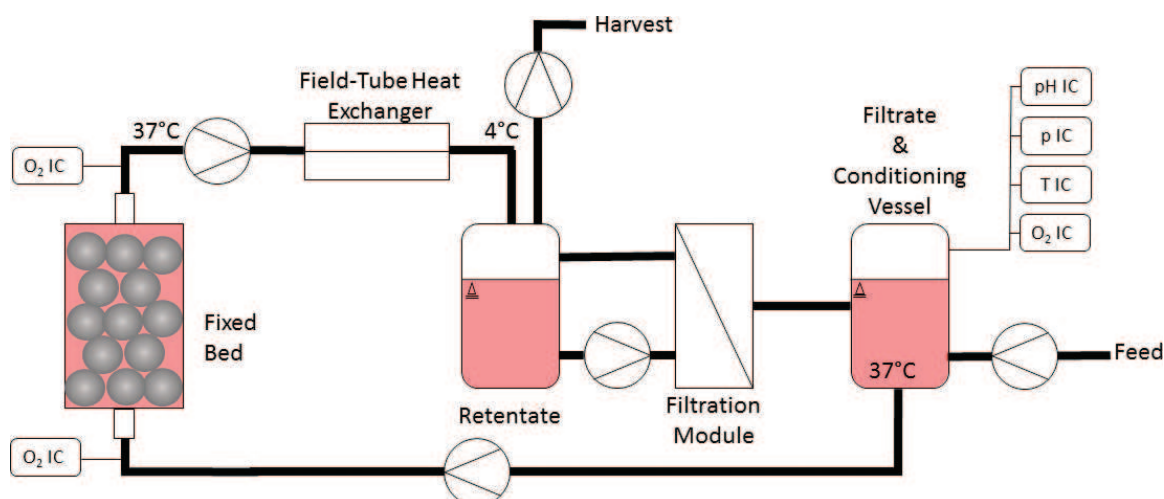 Harvest
Field-Tube Heat
Exchanger
37°C
4°C
O₂ IC
Filtrate
&
Conditioning
Vessel
pH IC
p IC
T IC
O₂ IC
Fixed
Bed
Retentate
Filtration
Module
37°C
Feed
O₂ IC